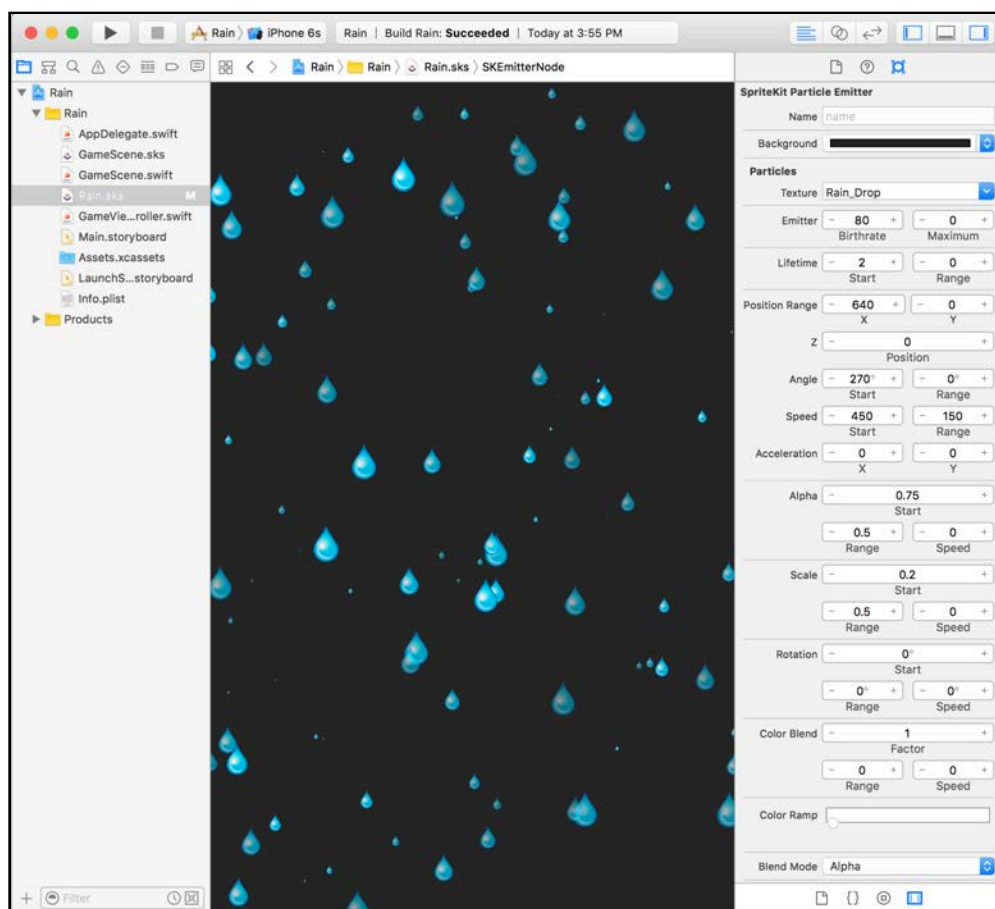 Rain 〉 iPhone 6s Rain | Build Rain: Succeeded | Today at 3:55 PM
Rain 〉 Rain 〉 Rain.sks 〉 SKEmitterNode
Rain
Rain
AppDelegate.swift
GameScene.sks
GameScene.swift
Rain.sks M
GameVie...roller.swift
Main.storyboard
Assets.xcassets
LaunchS...storyboard
Info.plist
Products
Filter
SpriteKit Particle Emitter
Name name
Background
Particles
Texture Rain_Drop
Emitter − 80 + − 0 +
Birthrate Maximum
Lifetime − 2 + − 0 +
Start Range
Position Range − 640 + − 0 +
X Y
Z − 0 +
Position
Angle − 270° + − 0° +
Start Range
Speed − 450 + − 150 +
Start Range
Acceleration − 0 + − 0 +
X Y
Alpha − 0.75 +
Start
− 0.5 + − 0 +
Range Speed
Scale − 0.2 +
Start
− 0.5 + − 0 +
Range Speed
Rotation − 0° +
Start
− 0° + − 0° +
Range Speed
Color Blend − 1 +
Factor
− 0 + − 0 +
Range Speed
Color Ramp
Blend Mode Alpha